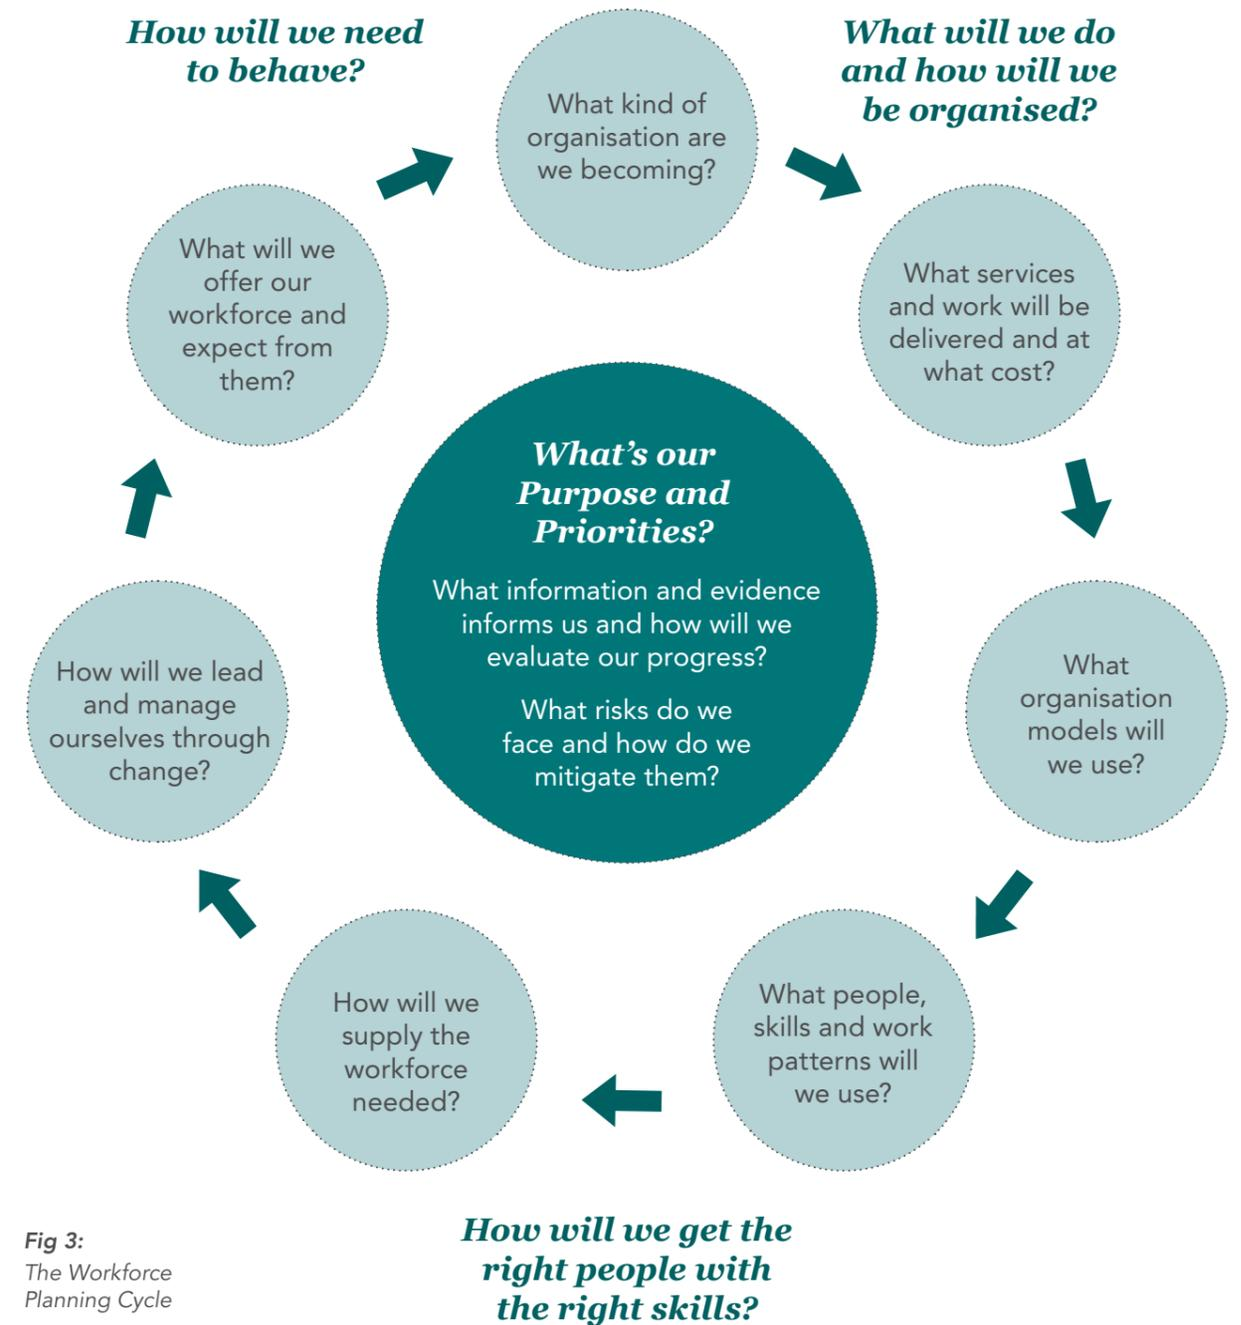 How will we need
to behave?
What will we do
and how will we
be organised?
What kind of
organisation are
we becoming?
What services
and work will be
delivered and at
what cost?
What
organisation
models will
we use?
What people,
skills and work
patterns will
we use?
How will we
supply the
workforce
needed?
How will we lead
and manage
ourselves through
change?
What will we
offer our
workforce and
expect from
them?
What’s our
Purpose and
Priorities?
What information and evidence
informs us and how will we
evaluate our progress?
What risks do we
face and how do we
mitigate them?
How will we get the
right people with
the right skills?
Fig 3:
The Workforce
Planning Cycle